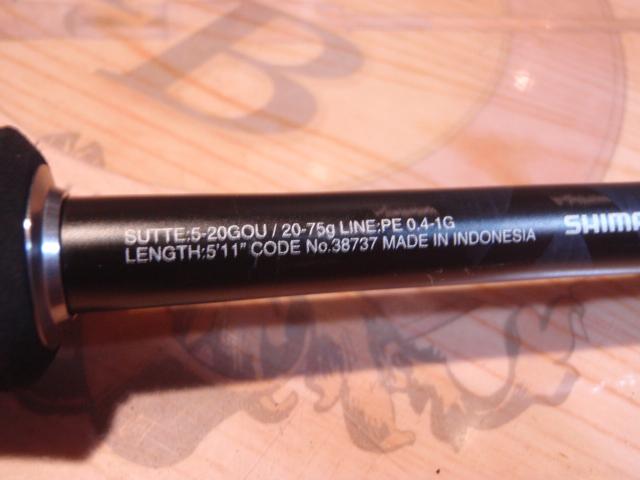 B
SUTTE:5-20GOU / 20-75g LINE:PE 0.4-1G
LENGTH:5'11" CODE No.38737 MADE IN INDONESIA